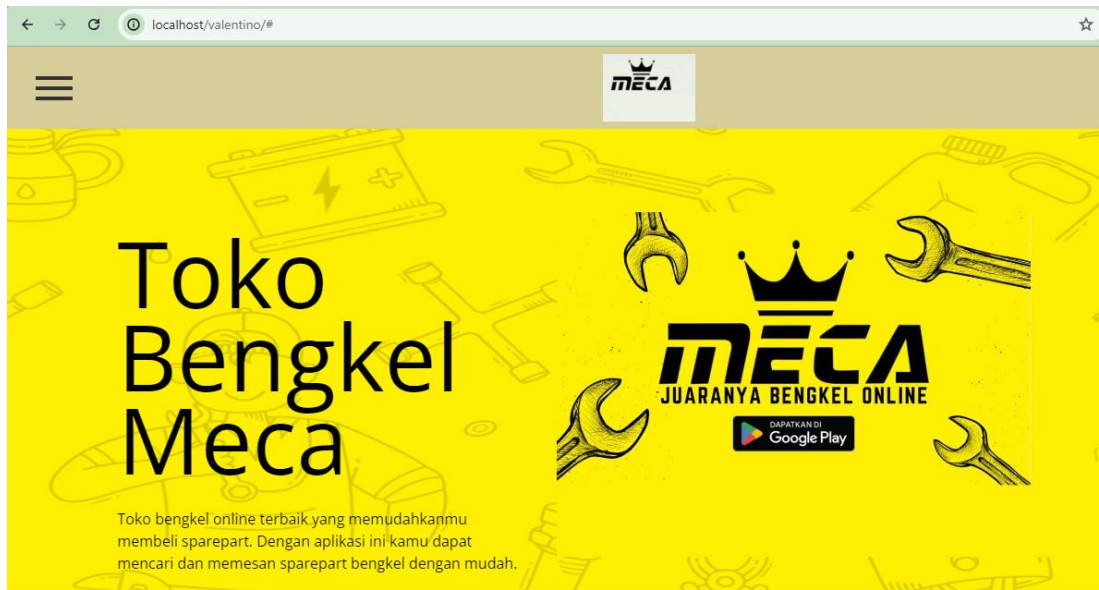 localhost/valentino/#
MECA
Toko
Bengkel
Meca
Toko bengkel online terbaik yang memudahkanmu
membeli sparepart. Dengan aplikasi ini kamu dapat
mencari dan memesan sparepart bengkel dengan mudah.
MECA
JUARANYA BENGKEL ONLINE
DAPATKAN DI
Google Play